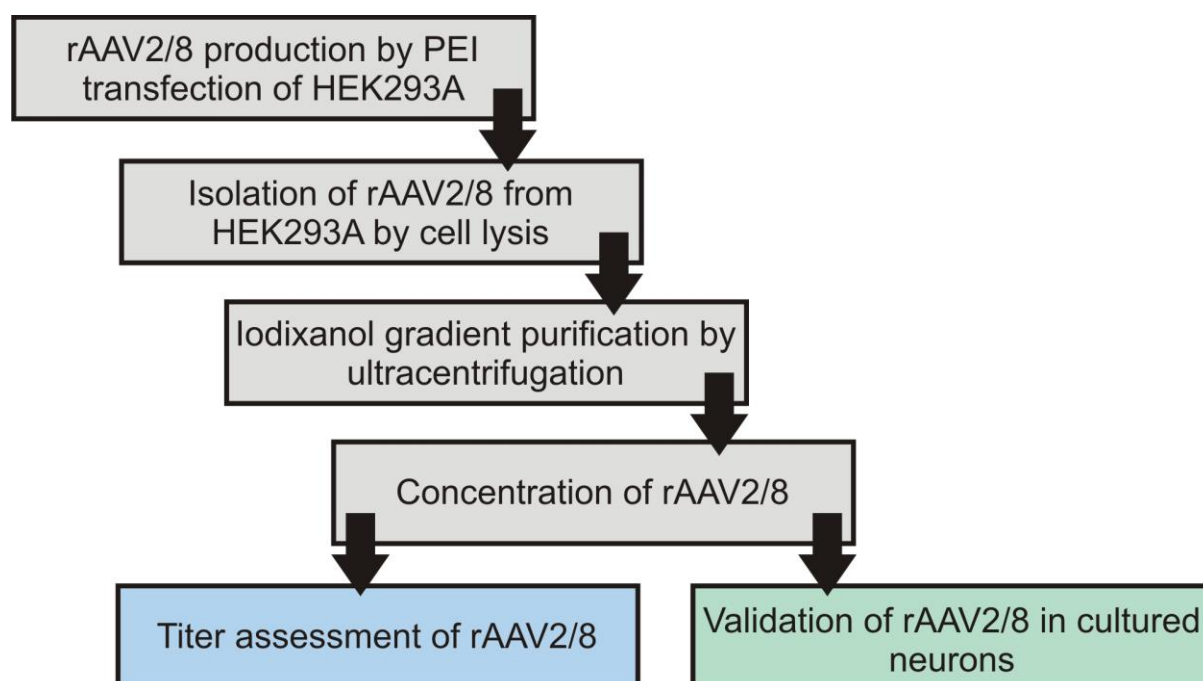 rAAV2/8 production by PEI
transfection of HEK293A
Isolation of rAAV2/8 from
HEK293A by cell lysis
Iodixanol gradient purification by
ultracentrifugation
Concentration of rAAV2/8
Titer assessment of rAAV2/8
Validation of rAAV2/8 in cultured
neurons